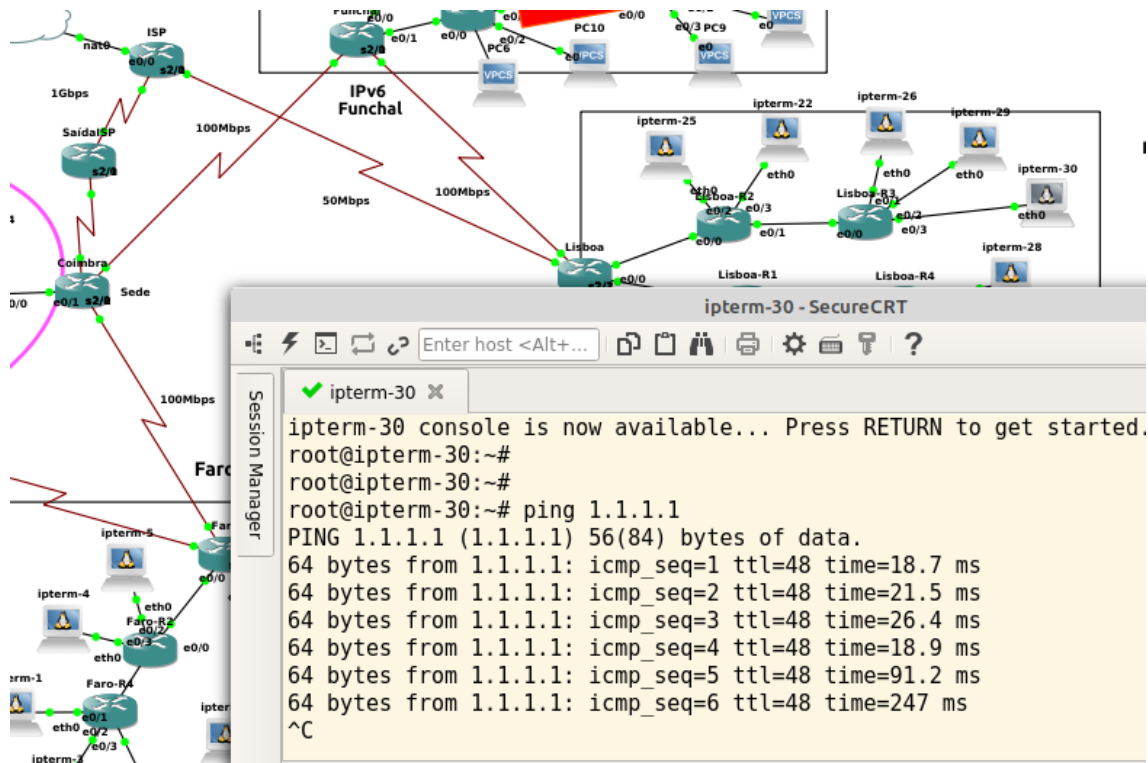 Funchal
e0/0
e0/0
e0/1
s2/0
e0/0
e0/2
PC6
VPCS
PC10
e0
VPCS
e0/3
PC9
e0
VPCS
VPCS
ISP
nat0
e0/0
IPv6
Funchal
1Gbps
SaídaISP
100Mbps
50Mbps
100Mbps
ipterm-25
ipterm-22
ipterm-26
ipterm-29
ipterm-30
eth0
eth0
eth0
eth0
eth0
Lisboa-R2
e0/2
e0/3
e0/0
e0/1
Lisboa-R3
e0/1
e0/2
e0/0
e0/3
ipterm-28
Lisboa
e0/0
Lisboa-R1
Lisboa-R4
Coimbra
Sede
0/0
e0/1
100Mbps
Faro
ipterm-5
e0/0
ipterm-4
eth0
Faro-R2
e0/2
e0/3
e0/0
eth0
erm-1
Faro-R4
eth0
e0/1
e0/2
e0/3
ipterm-3
ipter
ipterm-30 - SecureCRT
Enter host <Alt+...
Session Manager
ipterm-30
ipterm-30 console is now available... Press RETURN to get started.
root@ipterm-30:~#
root@ipterm-30:~#
root@ipterm-30:~# ping 1.1.1.1
PING 1.1.1.1 (1.1.1.1) 56(84) bytes of data.
64 bytes from 1.1.1.1: icmp_seq=1 ttl=48 time=18.7 ms
64 bytes from 1.1.1.1: icmp_seq=2 ttl=48 time=21.5 ms
64 bytes from 1.1.1.1: icmp_seq=3 ttl=48 time=26.4 ms
64 bytes from 1.1.1.1: icmp_seq=4 ttl=48 time=18.9 ms
64 bytes from 1.1.1.1: icmp_seq=5 ttl=48 time=91.2 ms
64 bytes from 1.1.1.1: icmp_seq=6 ttl=48 time=247 ms
^C